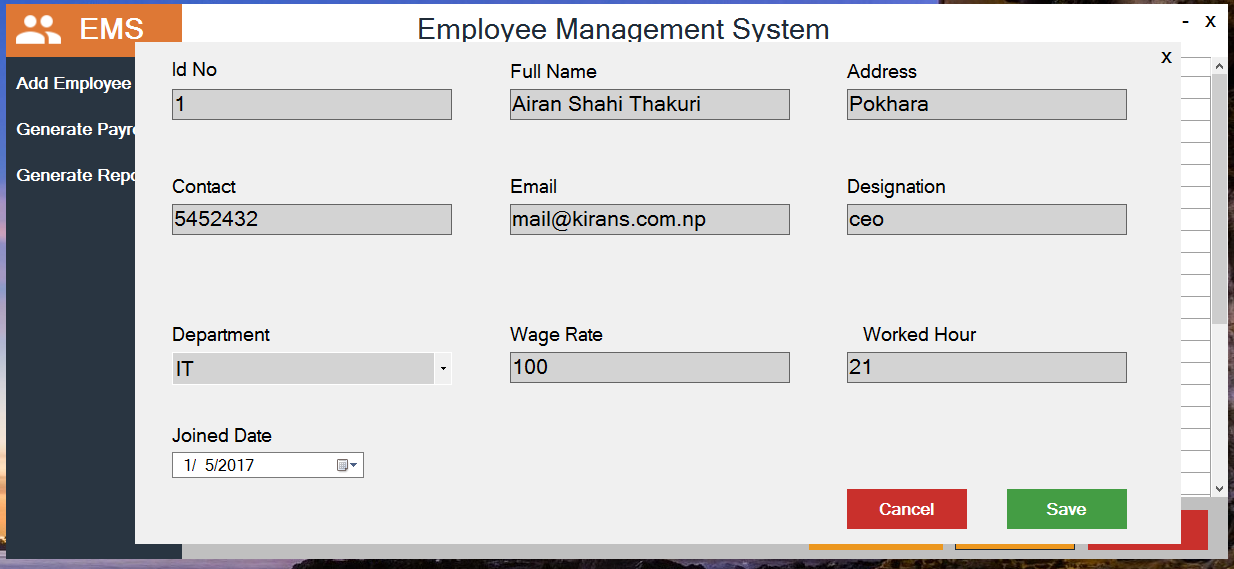 EMS
Employee Management System
- X
Add Employee
Generate Payro
Generate Repo
X
Id No
Full Name
Address
1
Airan Shahi Thakuri
Pokhara
Contact
Email
Designation
5452432
mail@kirans.com.np
ceo
Department
Wage Rate
Worked Hour
IT
100
21
Joined Date
1/ 5/2017
Cancel
Save